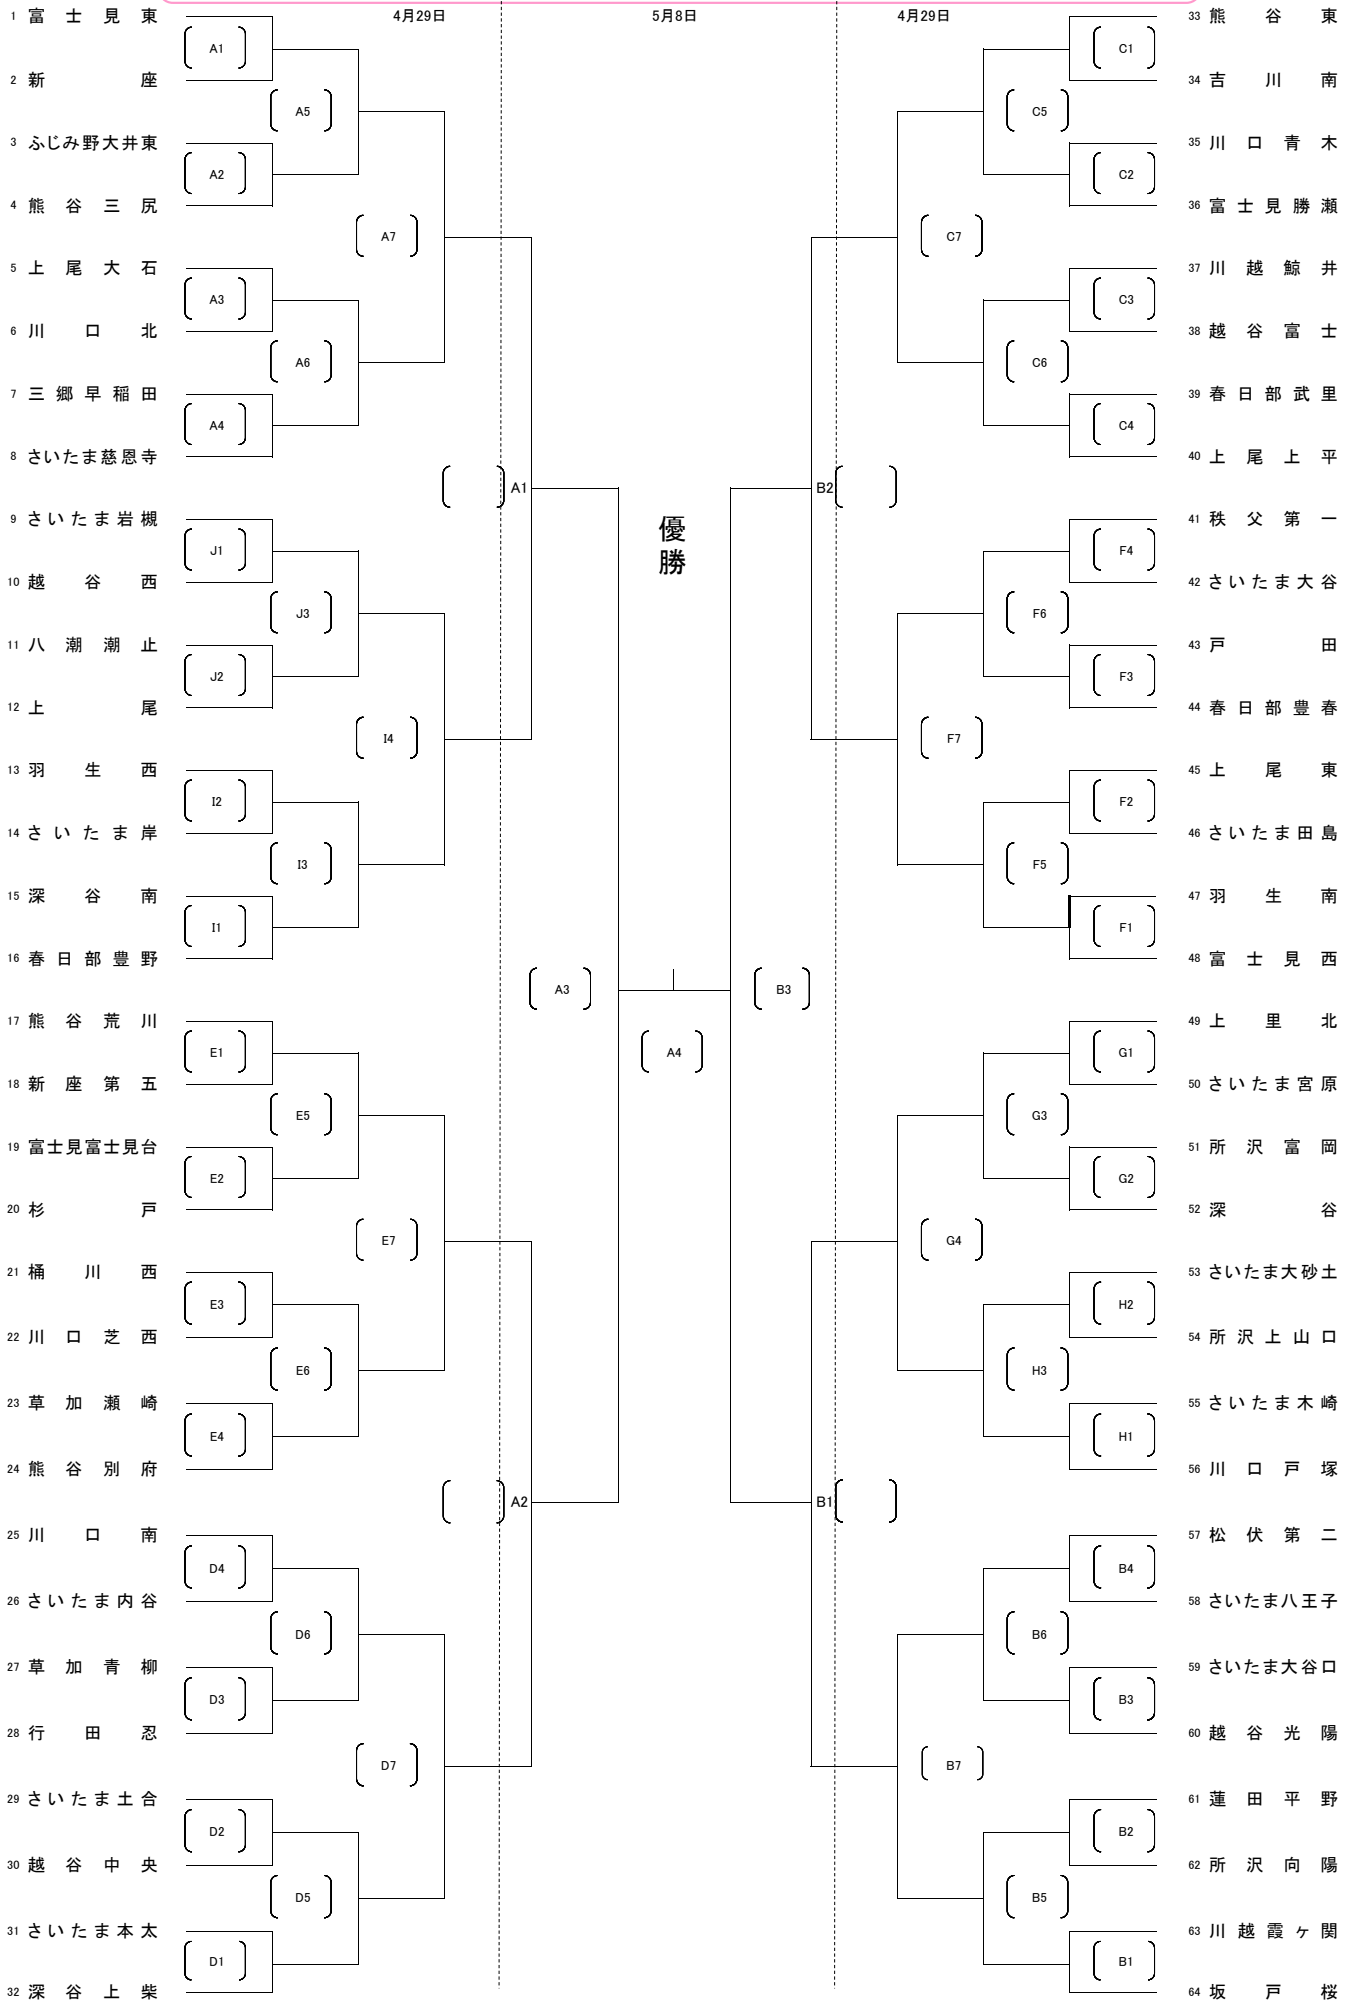 4月29日 5月8日 4月29日
1 富士見東
A1
2 新座
A5
3 ふじみ野大井東
A2
4 熊谷三尻
A7
5 上尾大石
A3
6 川口北
A6
7 三郷早稲田
A4
8 さいたま慈恩寺
A1
9 さいたま岩槻
J1
10 越谷西
J3
11 八潮潮止
J2
12 上尾
I4
13 羽生西
I2
14 さいたま岸
I3
15 深谷南
I1
16 春日部豊野
A3
17 熊谷荒川
E1
18 新座第五
E5
19 富士見富士見台
E2
20 杉戸
E7
21 桶川西
E3
22 川口芝西
E6
23 草加瀬崎
E4
24 熊谷別府
A2
25 川口南
D4
26 さいたま内谷
D6
27 草加青柳
D3
28 行田忍
D7
29 さいたま土合
D2
30 越谷中央
D5
31 さいたま本太
D1
32 深谷上柴
優勝
A4
33 熊谷東
C1
34 吉川南
C5
35 川口青木
C2
36 富士見勝瀬
C7
37 川越鯨井
C3
38 越谷富士
C6
39 春日部武里
C4
40 上尾上平
B2
41 秩父第一
F4
42 さいたま大谷
F6
43 戸田
F3
44 春日部豊春
F7
45 上尾東
F2
46 さいたま田島
F5
47 羽生南
F1
48 富士見西
B3
49 上里北
G1
50 さいたま宮原
G3
51 所沢富岡
G2
52 深谷
G4
53 さいたま大砂土
H2
54 所沢上山口
H3
55 さいたま木崎
H1
56 川口戸塚
B1
57 松伏第二
B4
58 さいたま八王子
B6
59 さいたま大谷口
B3
60 越谷光陽
B7
61 蓮田平野
B2
62 所沢向陽
B5
63 川越霞ヶ関
B1
64 坂戸桜